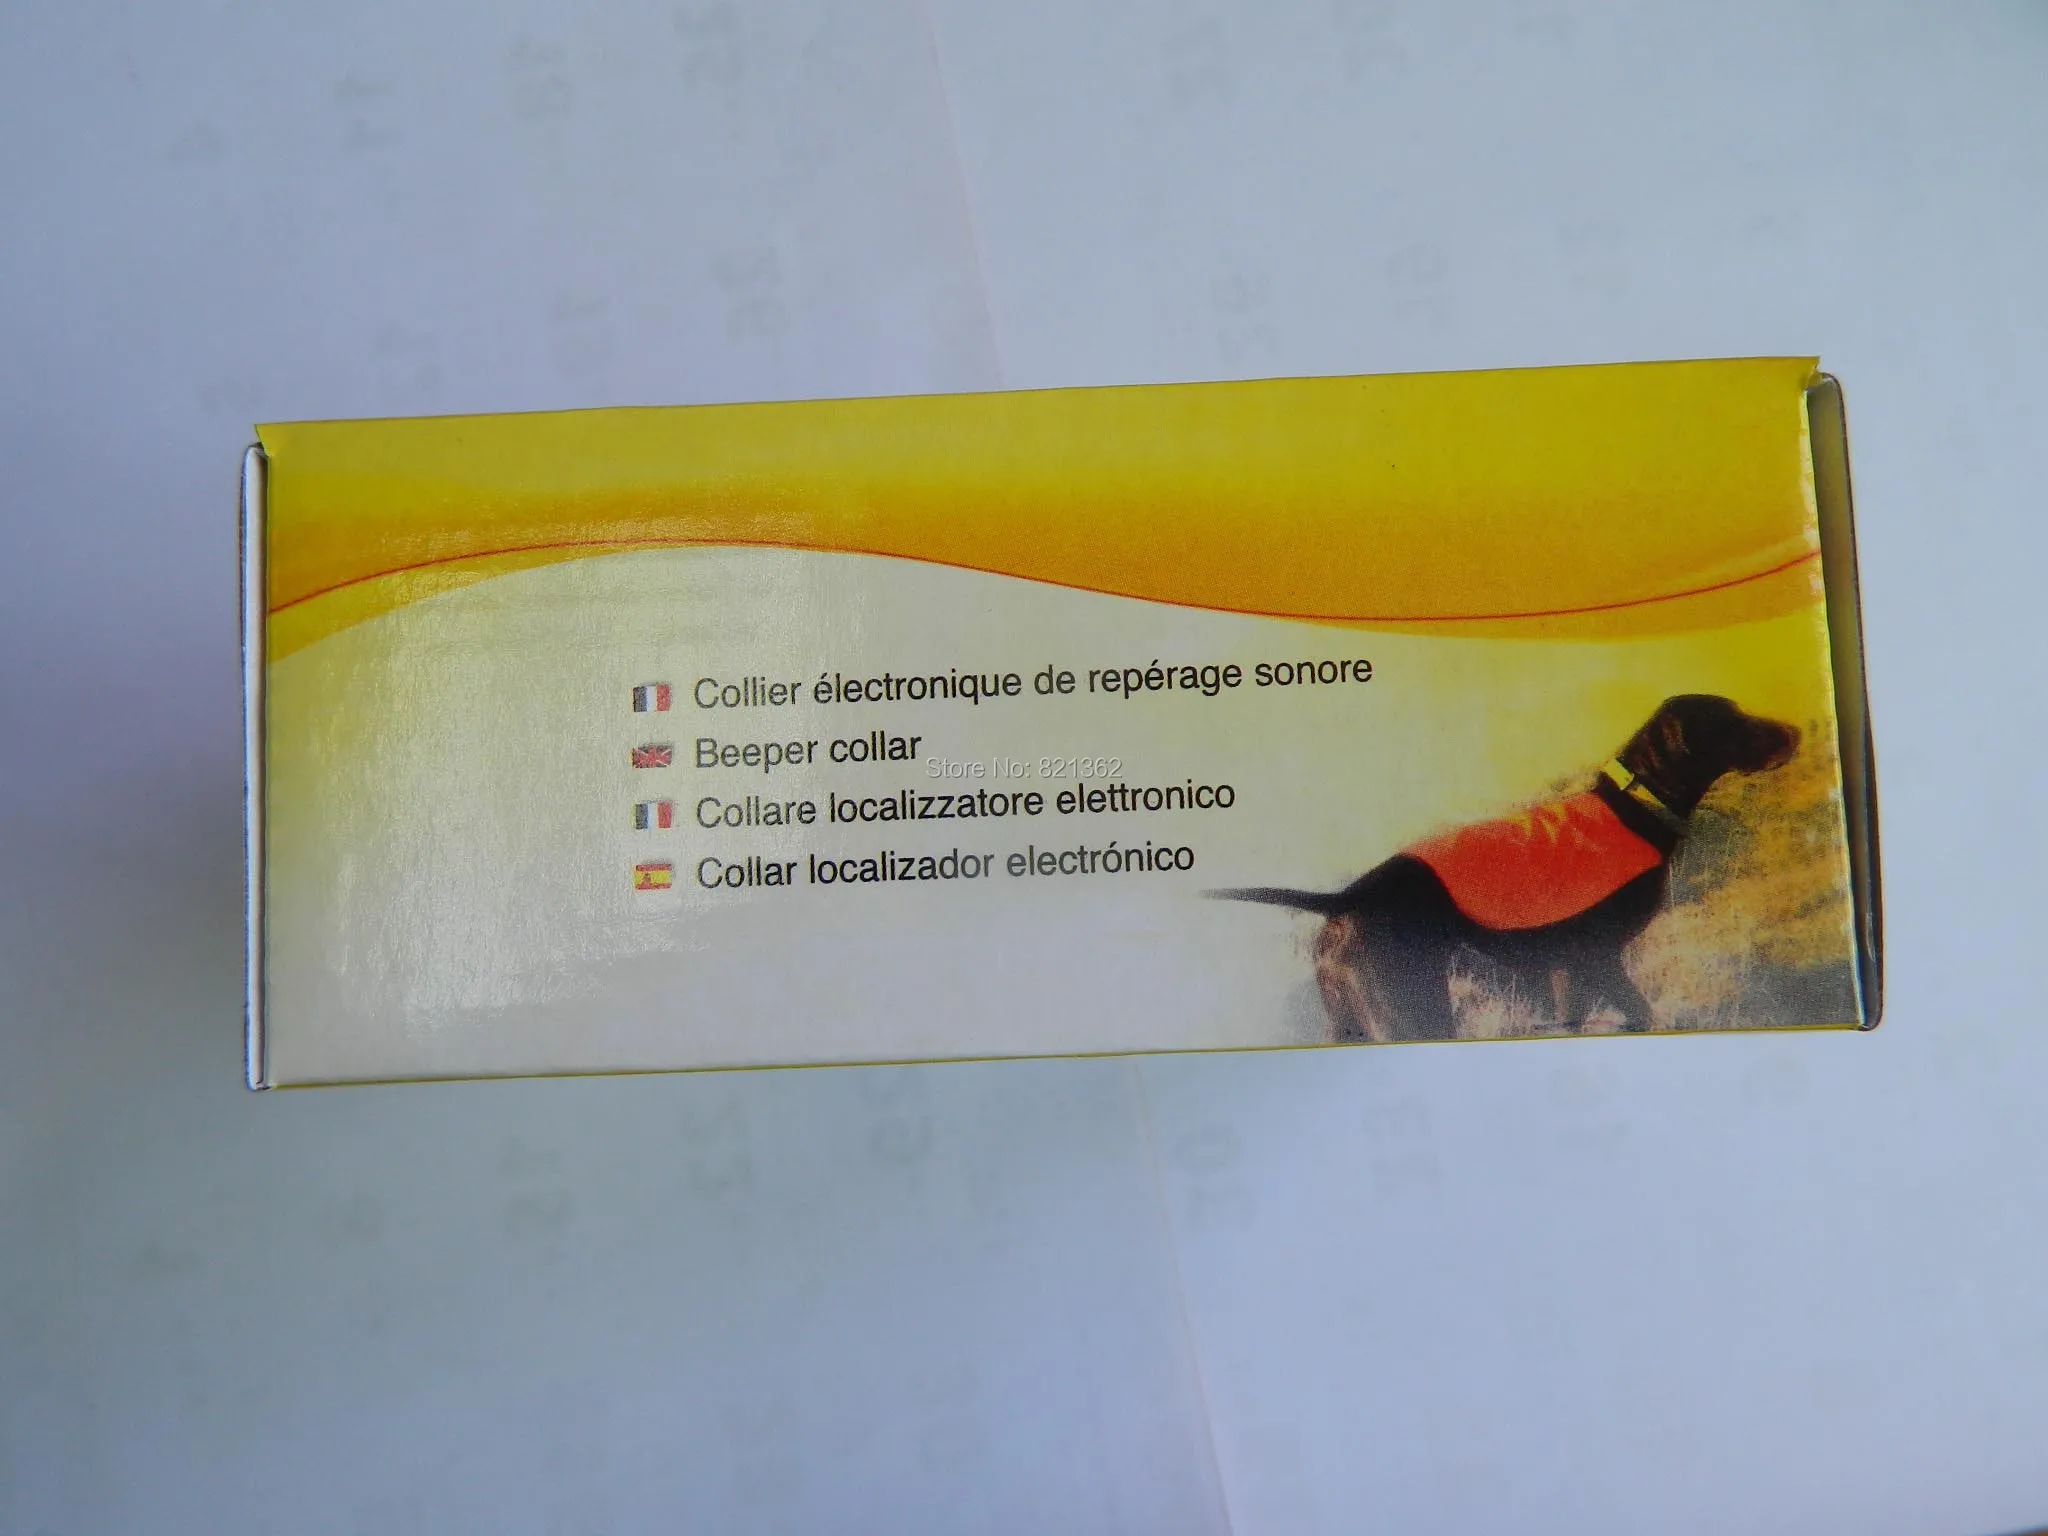 Collier électronique de repérage sonore
Beeper collar
Store No: 821362
Collare localizzatore elettronico
Collar localizador electrónico